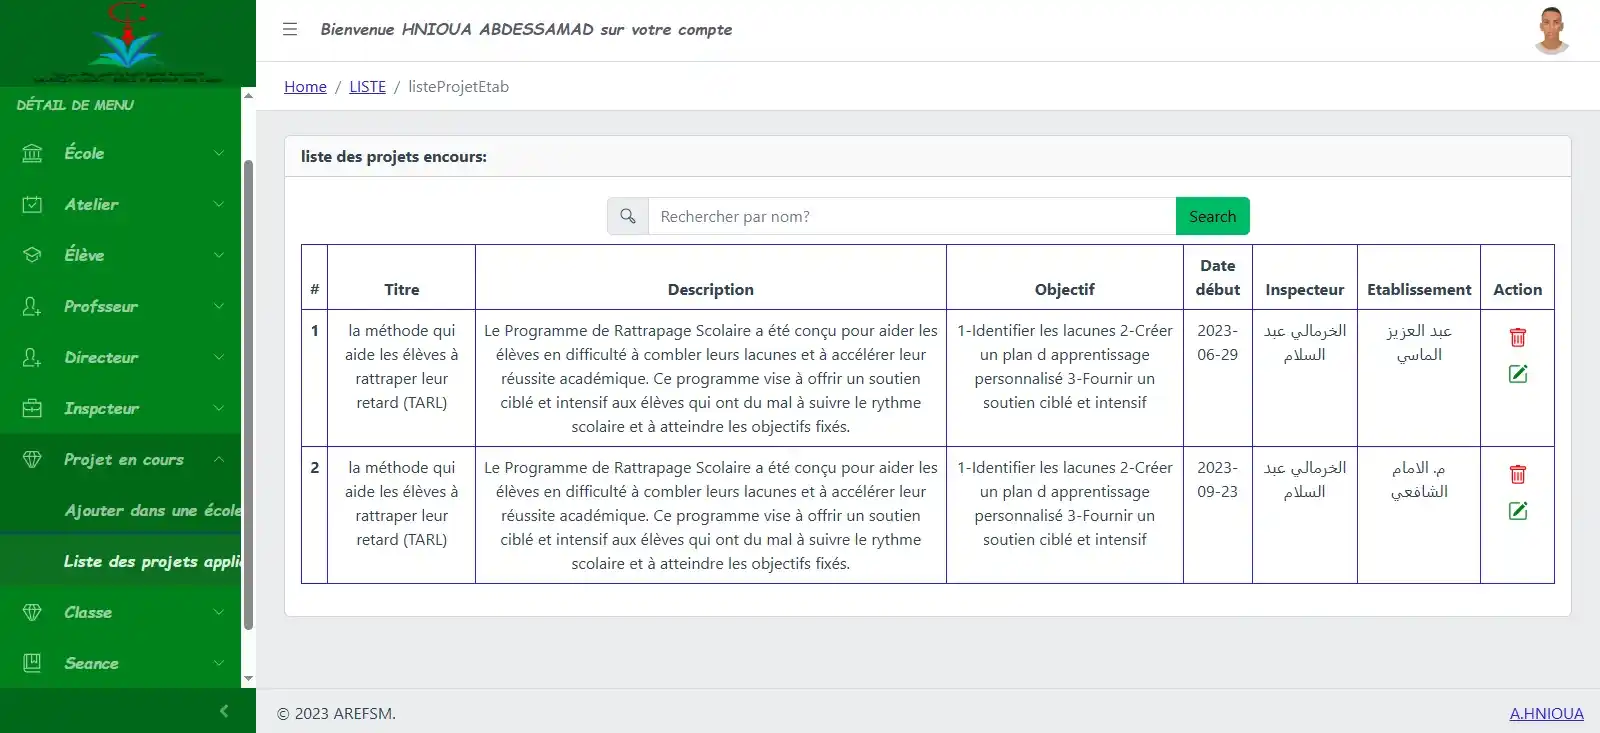 Bienvenue HNIOUA ABDESSAMAD sur votre compte
Home / LISTE / listeProjetEtab
DÉTAIL DE MENU
École
Atelier
Élève
Profsseur
Directeur
Inspcteur
Projet en cours
Ajouter dans une école
Liste des projets appli
Classe
Seance
liste des projets encours:
Rechercher par nom?
Search
#
Titre
Description
Objectif
Date
début
Inspecteur
Etablissement
Action
1
la méthode qui
aide les élèves à
rattraper leur
retard (TARL)
Le Programme de Rattrapage Scolaire a été conçu pour aider les
élèves en difficulté à combler leurs lacunes et à accélérer leur
réussite académique. Ce programme vise à offrir un soutien
ciblé et intensif aux élèves qui ont du mal à suivre le rythme
scolaire et à atteindre les objectifs fixés.
1-Identifier les lacunes 2-Créer
un plan d apprentissage
personnalisé 3-Fournir un
soutien ciblé et intensif
2023-
06-29
الخرمالي عبد
السلام
عبد العزيز
الماسي
2
la méthode qui
aide les élèves à
rattraper leur
retard (TARL)
Le Programme de Rattrapage Scolaire a été conçu pour aider les
élèves en difficulté à combler leurs lacunes et à accélérer leur
réussite académique. Ce programme vise à offrir un soutien
ciblé et intensif aux élèves qui ont du mal à suivre le rythme
scolaire et à atteindre les objectifs fixés.
1-Identifier les lacunes 2-Créer
un plan d apprentissage
personnalisé 3-Fournir un
soutien ciblé et intensif
2023-
09-23
الخرمالي عبد
السلام
م. الامام
الشافعي
© 2023 AREFSM.
A.HNIOUA